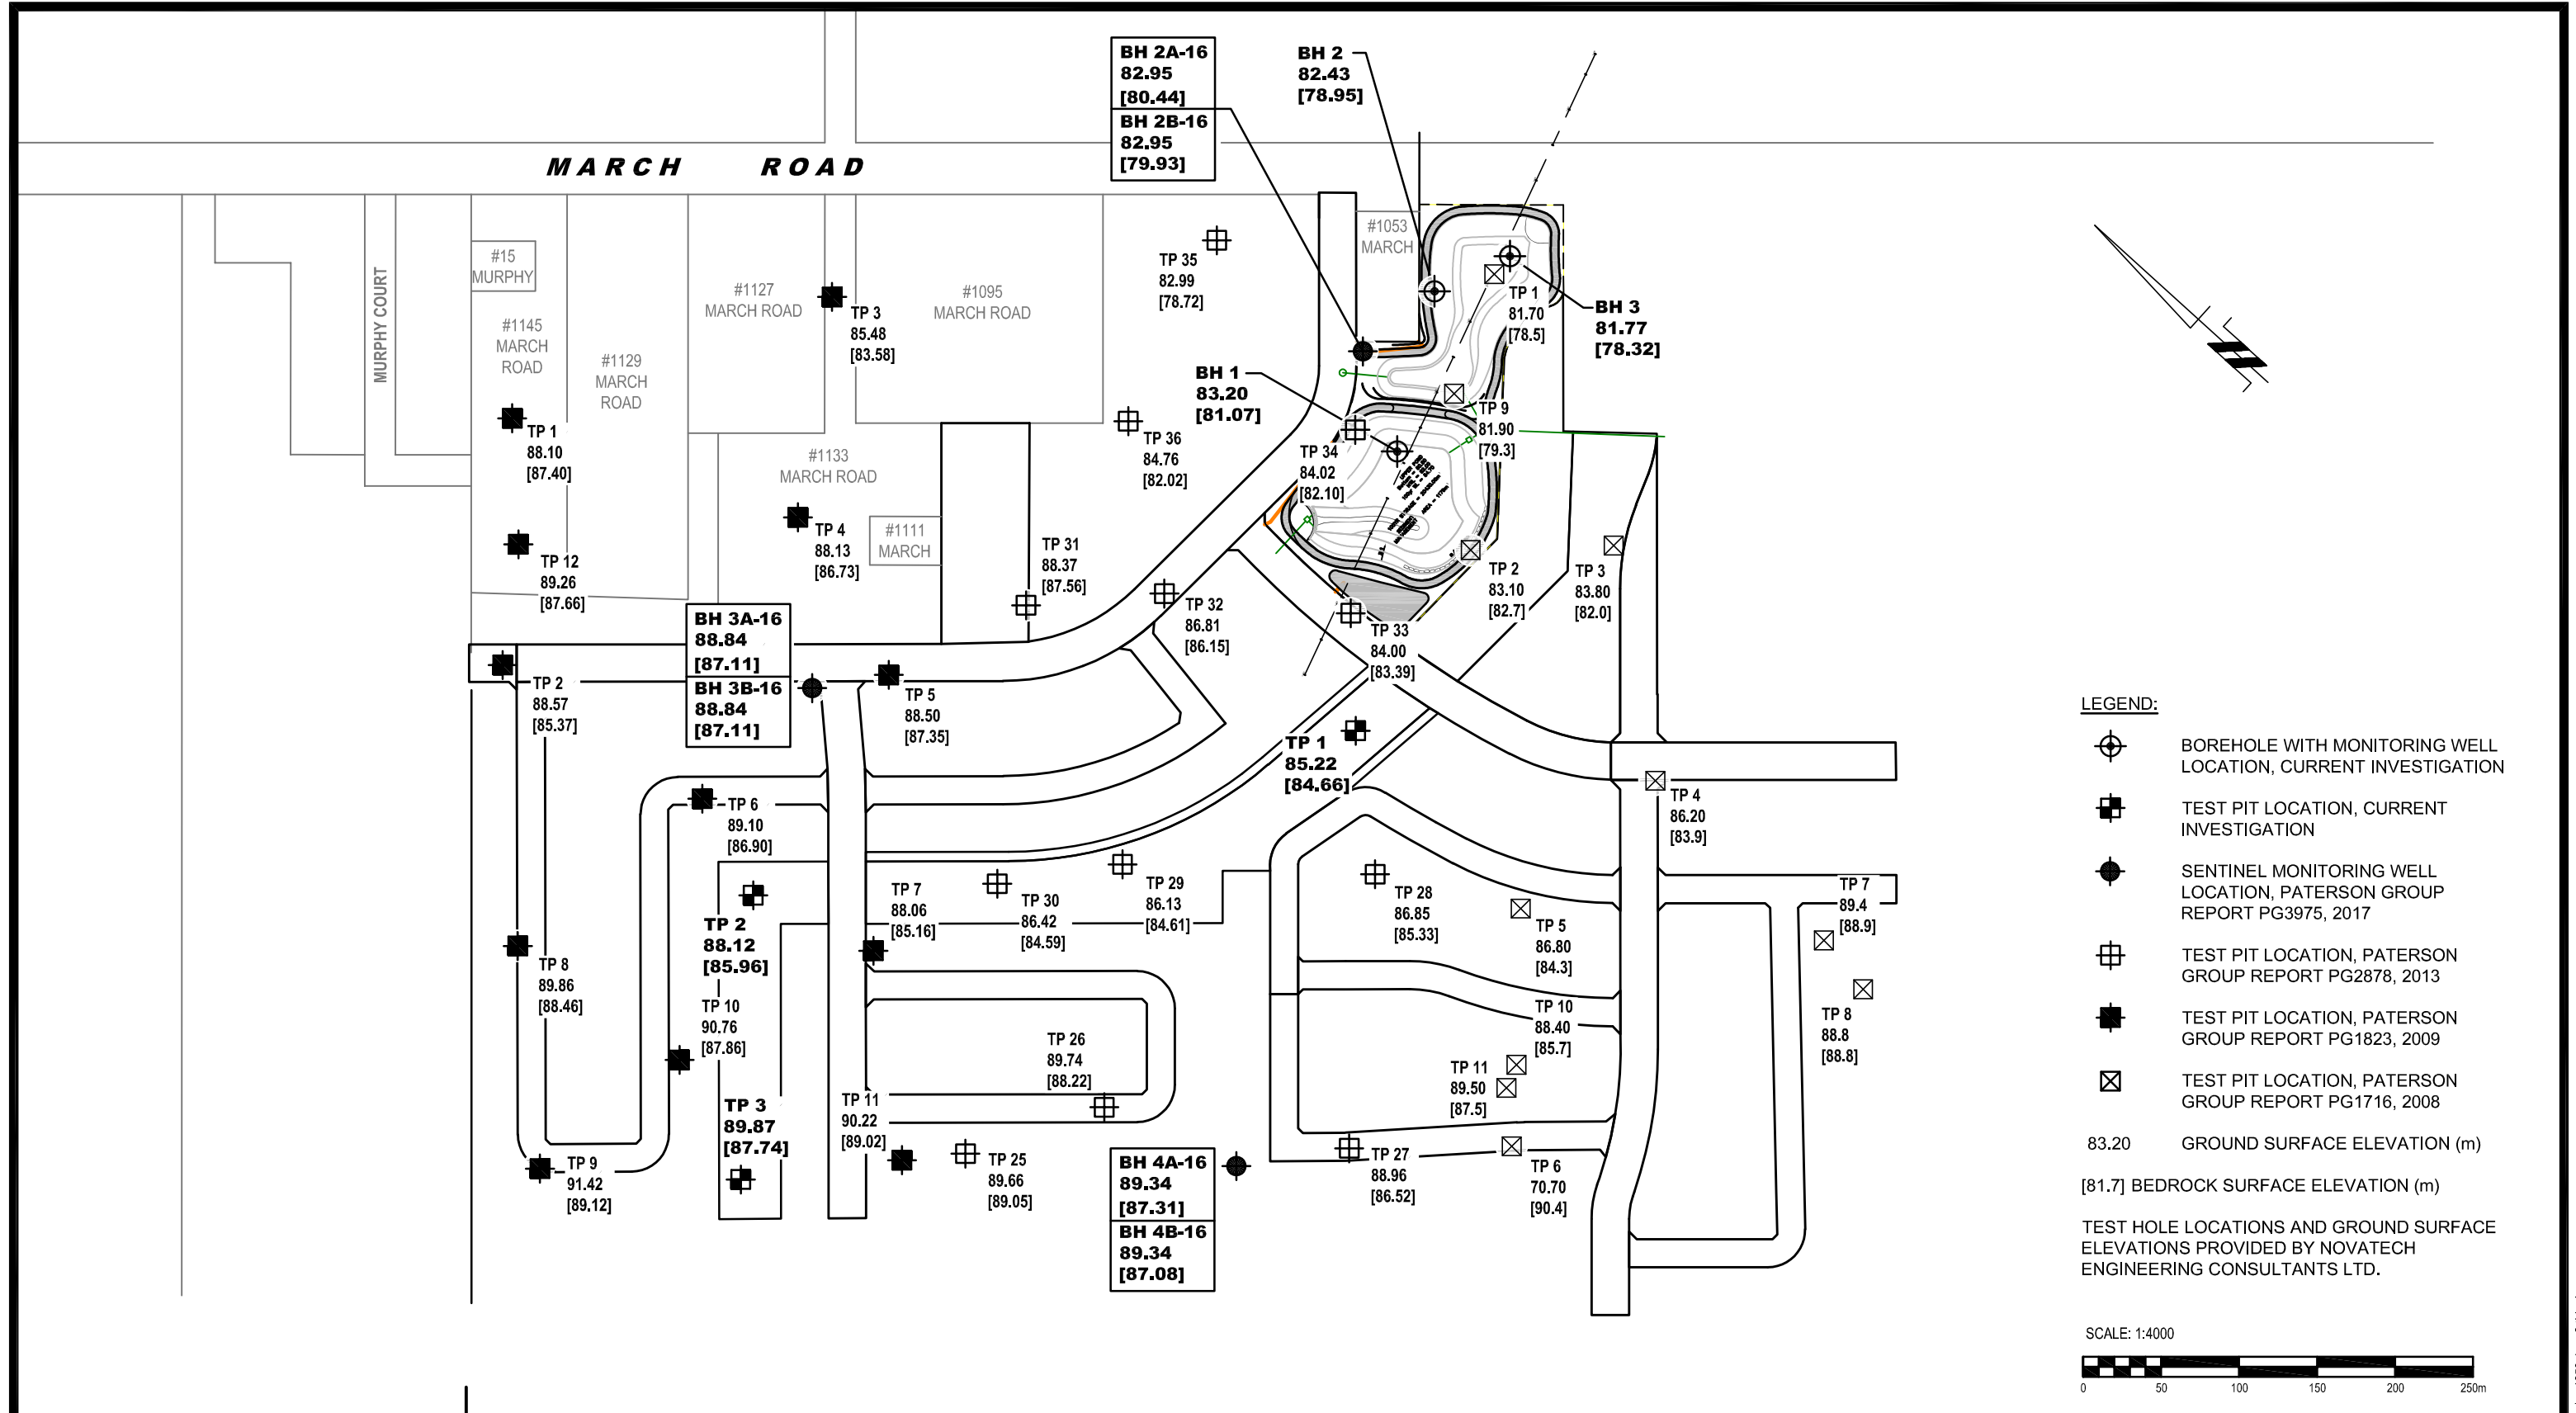 BH 2A-16
82.95
[80.44]
BH 2B-16
82.95
[79.93]
BH 2
82.43
[78.95]
MARCH ROAD
#15
MURPHY
MURPHY COURT
#1145
MARCH
ROAD
#1129
MARCH
ROAD
#1127
MARCH ROAD
TP 3
85.48
[83.58]
#1095
MARCH ROAD
TP 35
82.99
[78.72]
#1053
MARCH
TP 1
81.70
[78.5]
BH 3
81.77
[78.32]
BH 1
83.20
[81.07]
TP 9
81.90
[79.3]
TP 1
88.10
[87.40]
TP 36
84.76
[82.02]
TP 34
84.02
[82.10]
#1133
MARCH ROAD
TP 4
88.13
[86.73]
#1111
MARCH
TP 12
89.26
[87.66]
TP 31
88.37
[87.56]
TP 32
86.81
[86.15]
TP 2
83.10
[82.7]
TP 3
83.80
[82.0]
TP 33
84.00
[83.39]
BH 3A-16
88.84
[87.11]
BH 3B-16
88.84
[87.11]
TP 2
88.57
[85.37]
TP 5
88.50
[87.35]
TP 1
85.22
[84.66]
TP 6
89.10
[86.90]
TP 4
86.20
[83.9]
TP 2
88.12
[85.96]
TP 7
88.06
[85.16]
TP 30
86.42
[84.59]
TP 29
86.13
[84.61]
TP 28
86.85
[85.33]
TP 5
86.80
[84.3]
TP 7
89.4
[88.9]
TP 8
89.86
[88.46]
TP 10
90.76
[87.86]
TP 26
89.74
[88.22]
TP 10
88.40
[85.7]
TP 8
88.8
[88.8]
TP 11
89.50
[87.5]
TP 3
89.87
[87.74]
TP 11
90.22
[89.02]
TP 9
91.42
[89.12]
TP 25
89.66
[89.05]
BH 4A-16
89.34
[87.31]
BH 4B-16
89.34
[87.08]
TP 27
88.96
[86.52]
TP 6
70.70
[90.4]
LEGEND:
BOREHOLE WITH MONITORING WELL
LOCATION, CURRENT INVESTIGATION
TEST PIT LOCATION, CURRENT
INVESTIGATION
SENTINEL MONITORING WELL
LOCATION, PATERSON GROUP
REPORT PG3975, 2017
TEST PIT LOCATION, PATERSON
GROUP REPORT PG2878, 2013
TEST PIT LOCATION, PATERSON
GROUP REPORT PG1823, 2009
TEST PIT LOCATION, PATERSON
GROUP REPORT PG1716, 2008
83.20 GROUND SURFACE ELEVATION (m)
[81.7] BEDROCK SURFACE ELEVATION (m)
TEST HOLE LOCATIONS AND GROUND SURFACE
ELEVATIONS PROVIDED BY NOVATECH
ENGINEERING CONSULTANTS LTD.
SCALE: 1:4000
0 50 100 150 200 250m